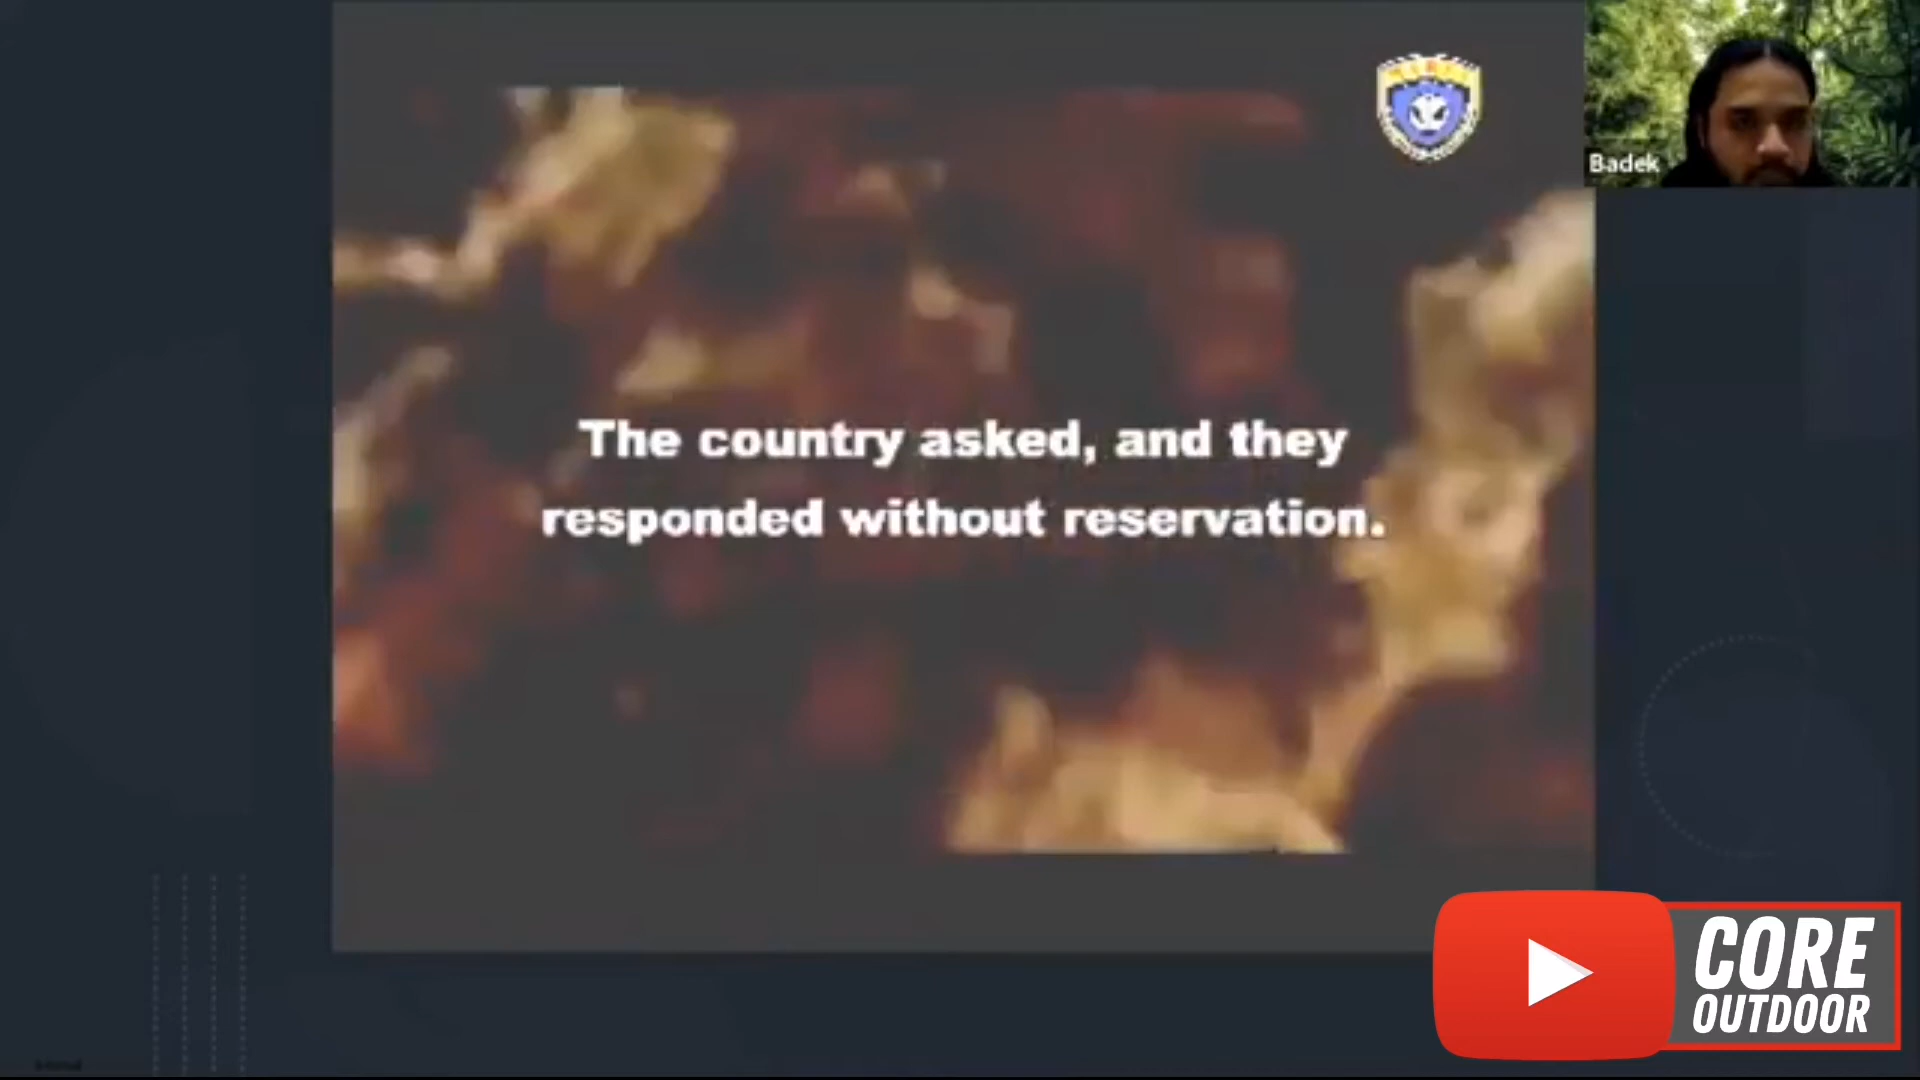 Badek
The country asked, and they
responded without reservation.
CORE
OUTDOOR